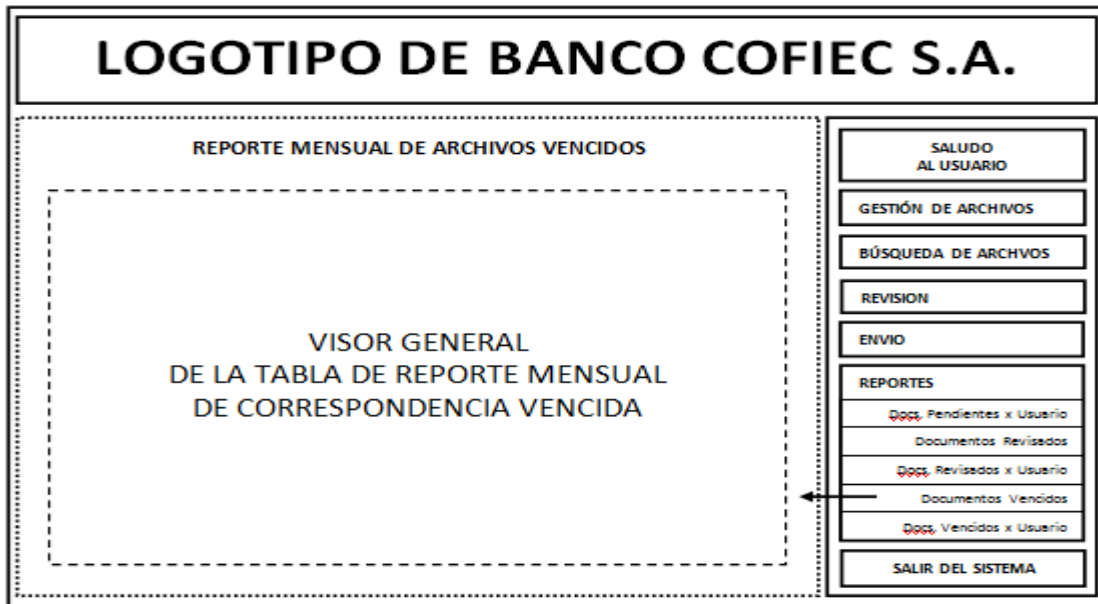 LOGOTIPO DE BANCO COFIEC S.A.
REPORTE MENSUAL DE ARCHIVOS VENCIDOS
VISOR GENERAL
DE LA TABLA DE REPORTE MENSUAL
DE CORRESPONDENCIA VENCIDA
SALUDO
AL USUARIO
GESTIÓN DE ARCHIVOS
BÚSQUEDA DE ARCHVOS
REVISION
ENVIO
REPORTES
Docs. Pendientes x Usuario
Documentos Revisados
Docs. Revisados x Usuario
Documentos Vencidos
Docs. Vencidos x Usuario
SALIR DEL SISTEMA